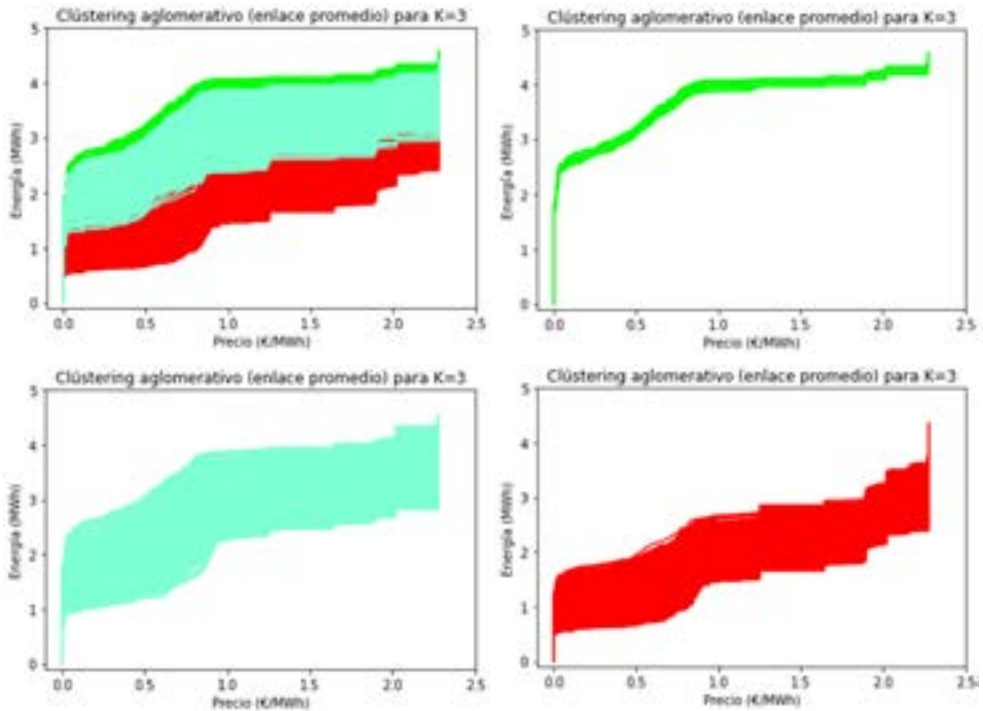 Clústering aglomerativo (enlace promedio) para K=3
5
4
3
2
1
0
Energía (MWh)
0.0 0.5 1.0 1.5 2.0 2.5
Precio (€/MWh)
Clústering aglomerativo (enlace promedio) para K=3
5
4
3
2
1
0
Energía (MWh)
0.0 0.5 1.0 1.5 2.0 2.5
Precio (€/MWh)
Clústering aglomerativo (enlace promedio) para K=3
5
4
3
2
1
0
Energía (MWh)
0.0 0.5 1.0 1.5 2.0 2.5
Precio (€/MWh)
Clústering aglomerativo (enlace promedio) para K=3
5
4
3
2
1
0
Energía (MWh)
0.0 0.5 1.0 1.5 2.0 2.5
Precio (€/MWh)